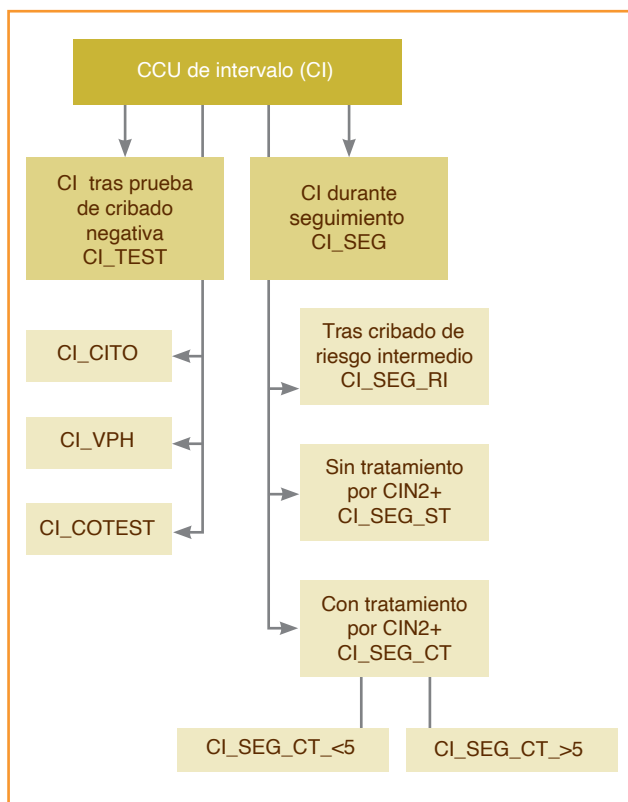 CCU de intervalo (CI)
CI tras prueba
de cribado
negativa
CI_TEST
CI durante
seguimiento
CI_SEG
CI_CITO
CI_VPH
CI_COTEST
Tras cribado de
riesgo intermedio
CI_SEG_RI
Sin tratamiento
por CIN2+
CI_SEG_ST
Con tratamiento
por CIN2+
CI_SEG_CT
CI_SEG_CT_<5
CI_SEG_CT_>5